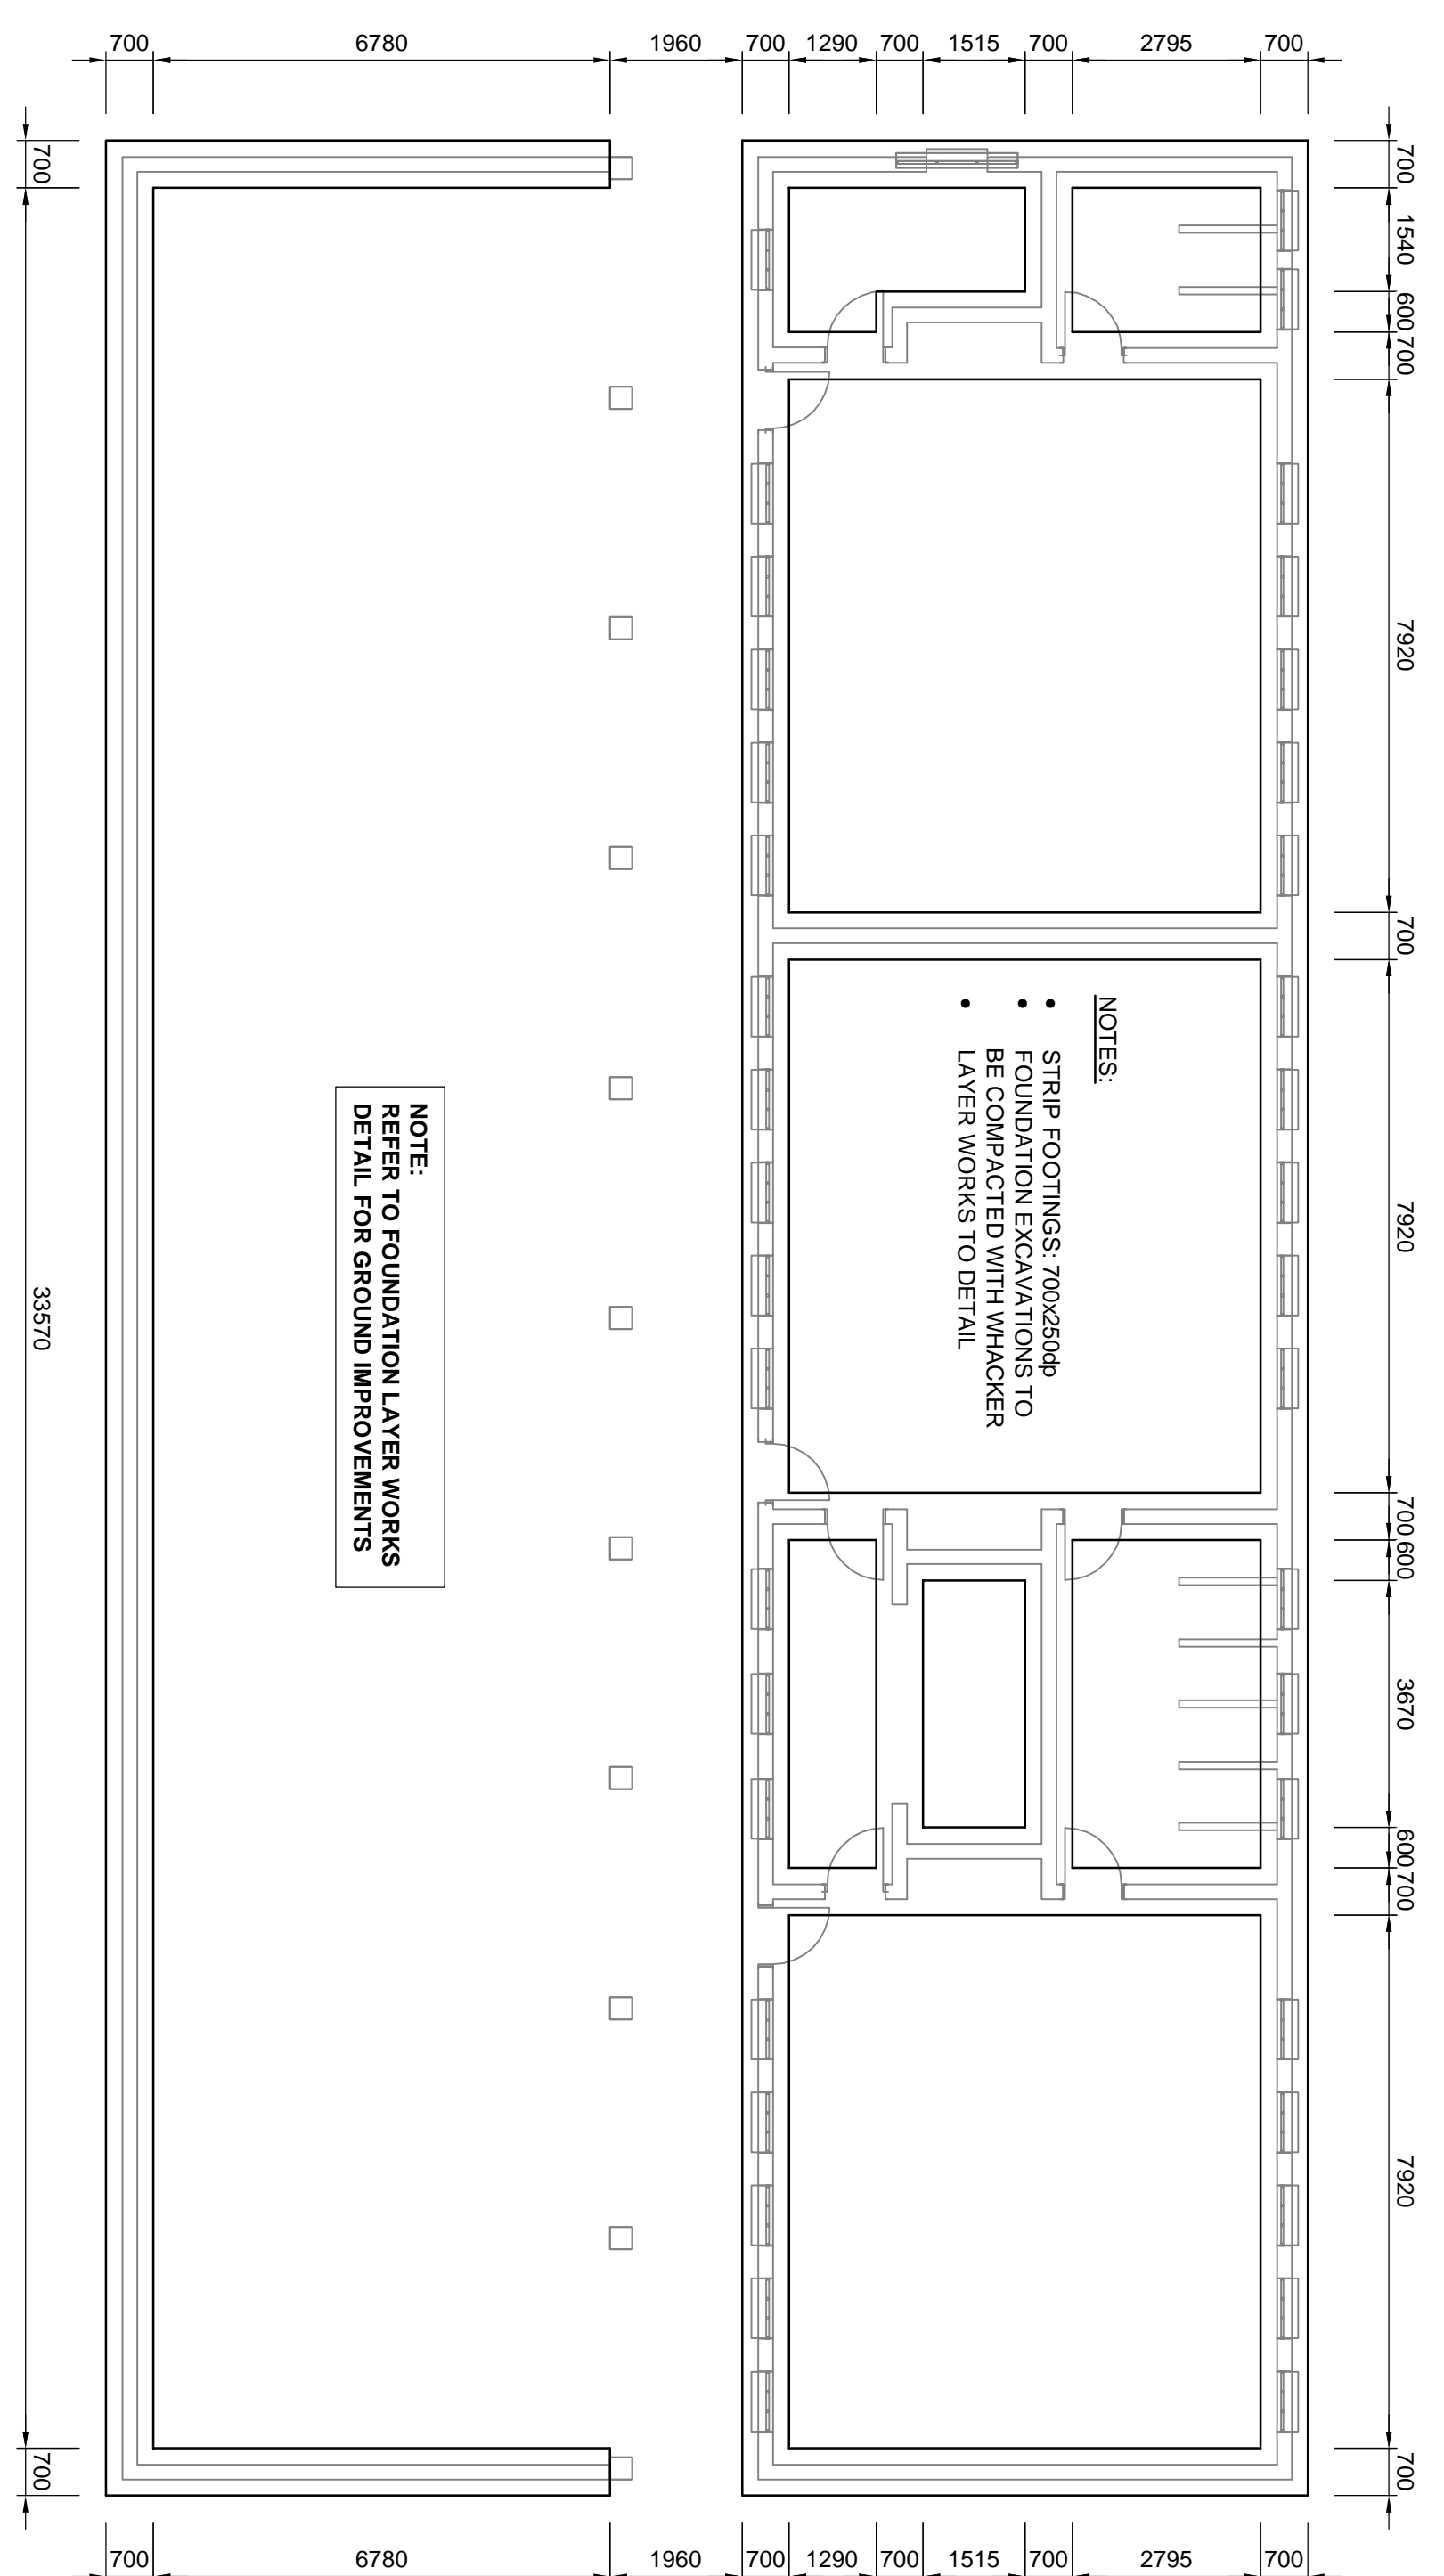 700 6780 1960 700 1290 700 1515 700 2795 700
700
1540
600
700
7920
700
7920
700
600
3670
600
700
7920
700
NOTES:
• STRIP FOOTINGS: 700x250dp
• FOUNDATION EXCAVATIONS TO
BE COMPACTED WITH WHACKER
• LAYER WORKS TO DETAIL
NOTE:
REFER TO FOUNDATION LAYER WORKS
DETAIL FOR GROUND IMPROVEMENTS
700
33570
700
700 6780 1960 700 1290 700 1515 700 2795 700